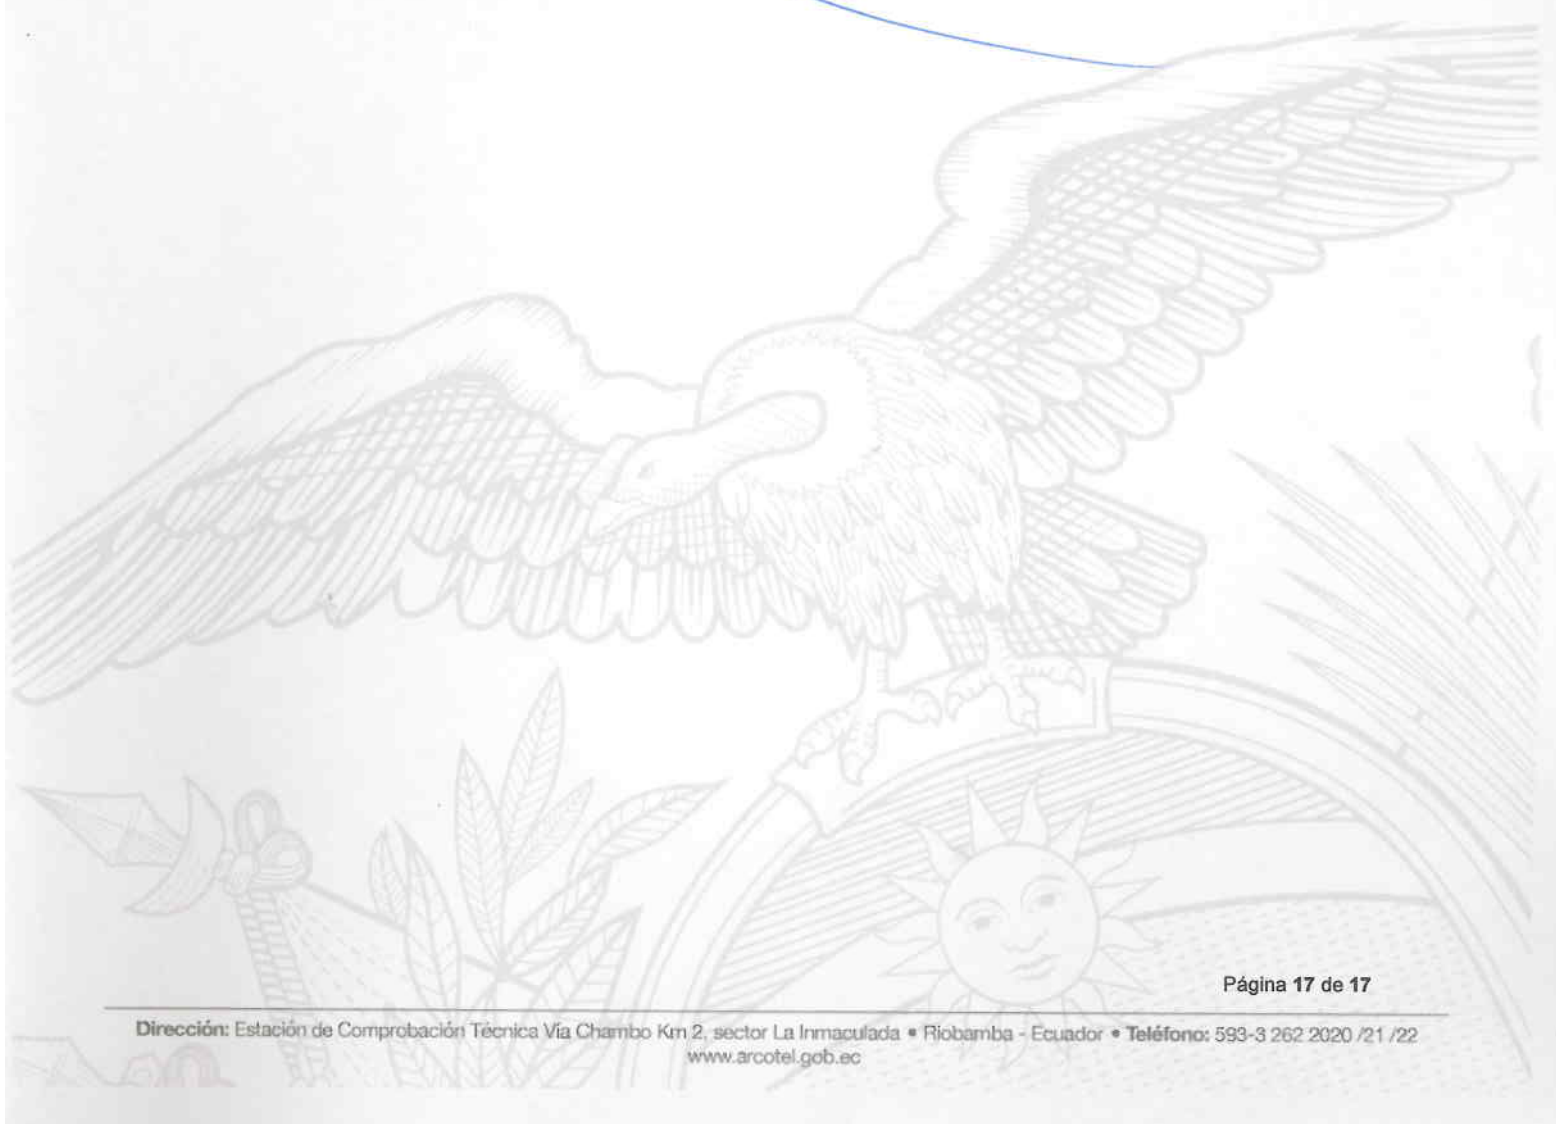 Página 17 de 17
Dirección: Estación de Comprobación Técnica Vía Chambo Km 2, sector La Inmaculada • Riobamba - Ecuador • Teléfono: 593-3 262 2020 /21 /22
www.arcotel.gob.ec